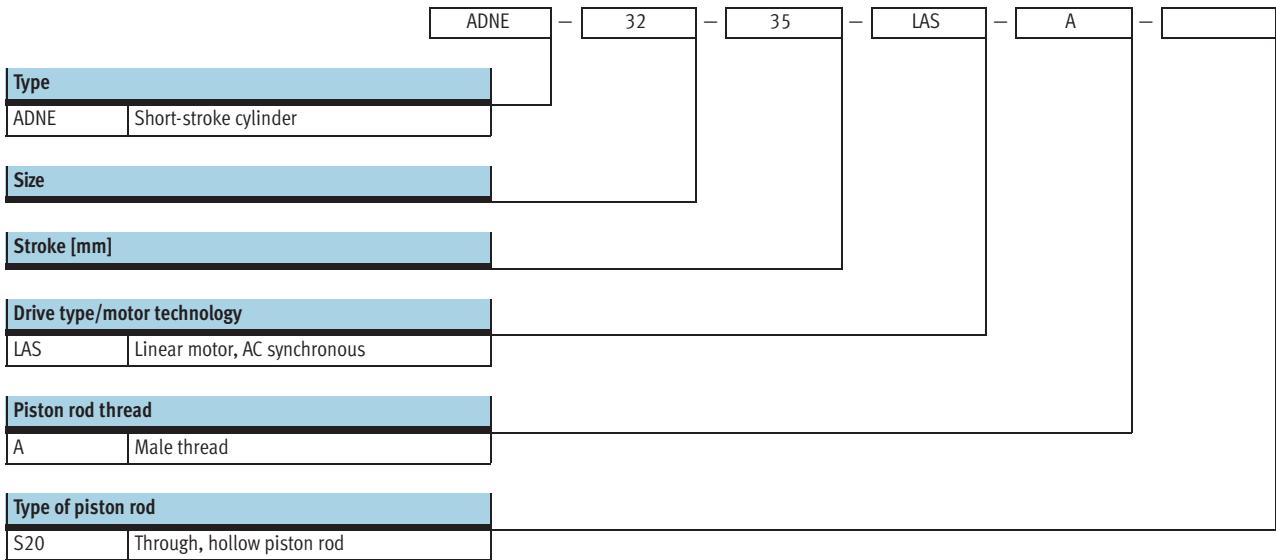 ADNE – 32 – 35 – LAS – A –
Type
ADNE Short-stroke cylinder
Size
Stroke [mm]
Drive type/motor technology
LAS Linear motor, AC synchronous
Piston rod thread
A Male thread
Type of piston rod
S20 Through, hollow piston rod